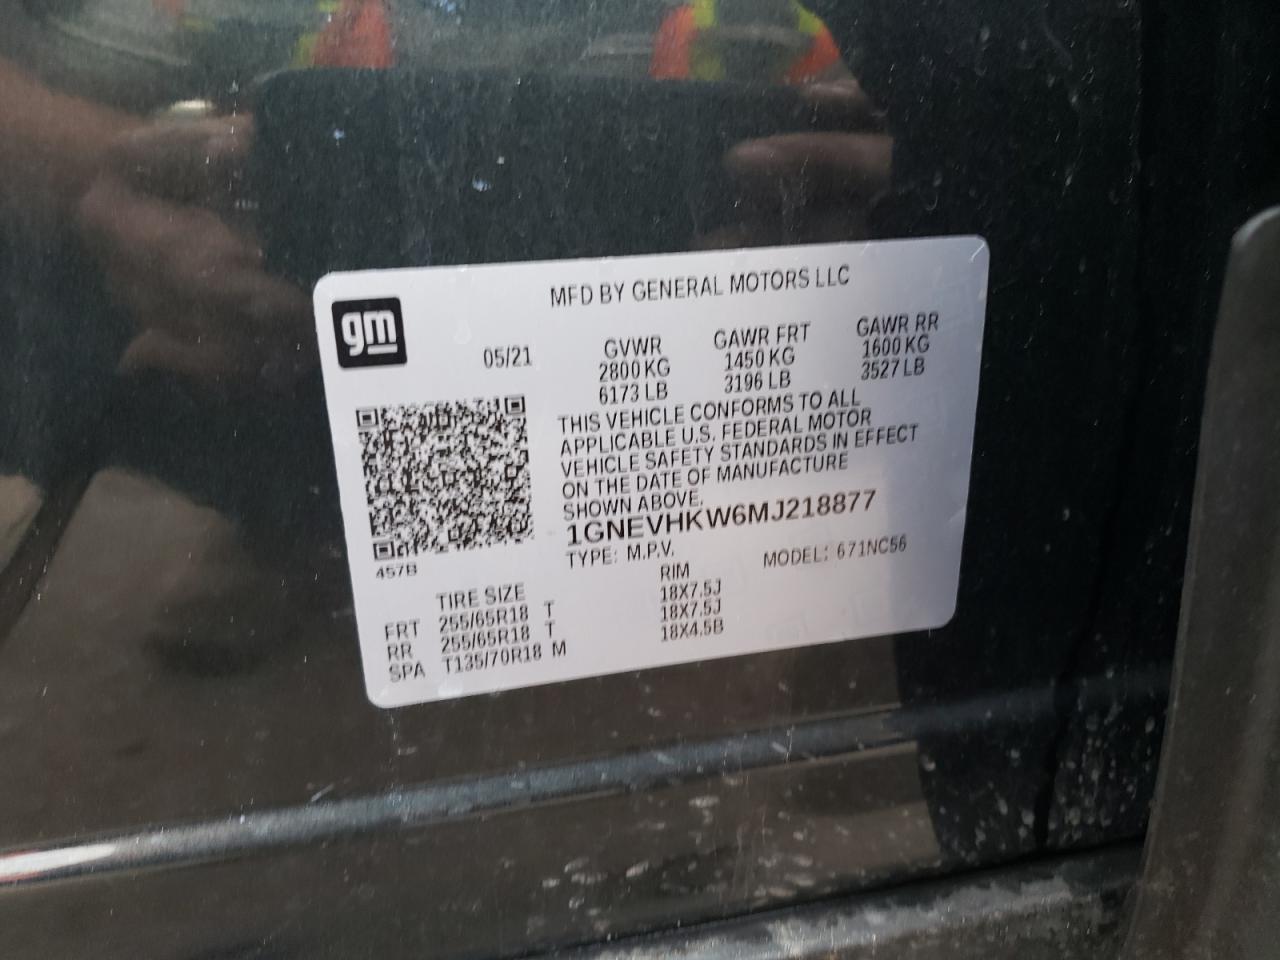 MFD BY GENERAL MOTORS LLC
gm
05/21
GVWR GAWR FRT GAWR RR
2800 KG 1450 KG 1600 KG
6173 LB 3196 LB 3527 LB
THIS VEHICLE CONFORMS TO ALL
APPLICABLE U.S. FEDERAL MOTOR
VEHICLE SAFETY STANDARDS IN EFFECT
ON THE DATE OF MANUFACTURE
SHOWN ABOVE.
1GNEVHKW6MJ218877
TYPE: M.P.V. MODEL: 671NC56
457B
TIRE SIZE RIM
FRT 255/65R18 T 18X7.5J
RR 255/65R18 T 18X7.5J
SPA T135/70R18 M 18X4.5B